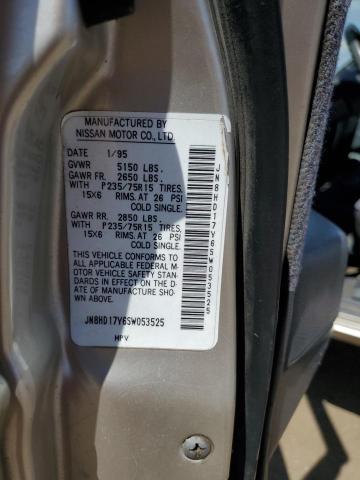 MANUFACTURED BY
NISSAN MOTOR CO., LTD.
DATE 1/95
GVWR 5150 LBS.
GAWR FR. 2650 LBS.
WITH P235/75R15 TIRES,
15X6 RIMS, AT 26 PSI
COLD SINGLE.
GAWR RR. 2850 LBS.
WITH P235/75R15 TIRES,
15X6 RIMS, AT 26 PSI
COLD SINGLE.
THIS VEHICLE CONFORMS TO
ALL APPLICABLE FEDERAL M-
OTOR VEHICLE SAFETY STAN-
DARDS IN EFFECT ON THE D-
ATE OF MANUFACTURE SHOWN
ABOVE.
JN8HD17Y6SW053525
MPV
JN8HD17Y6SW053525